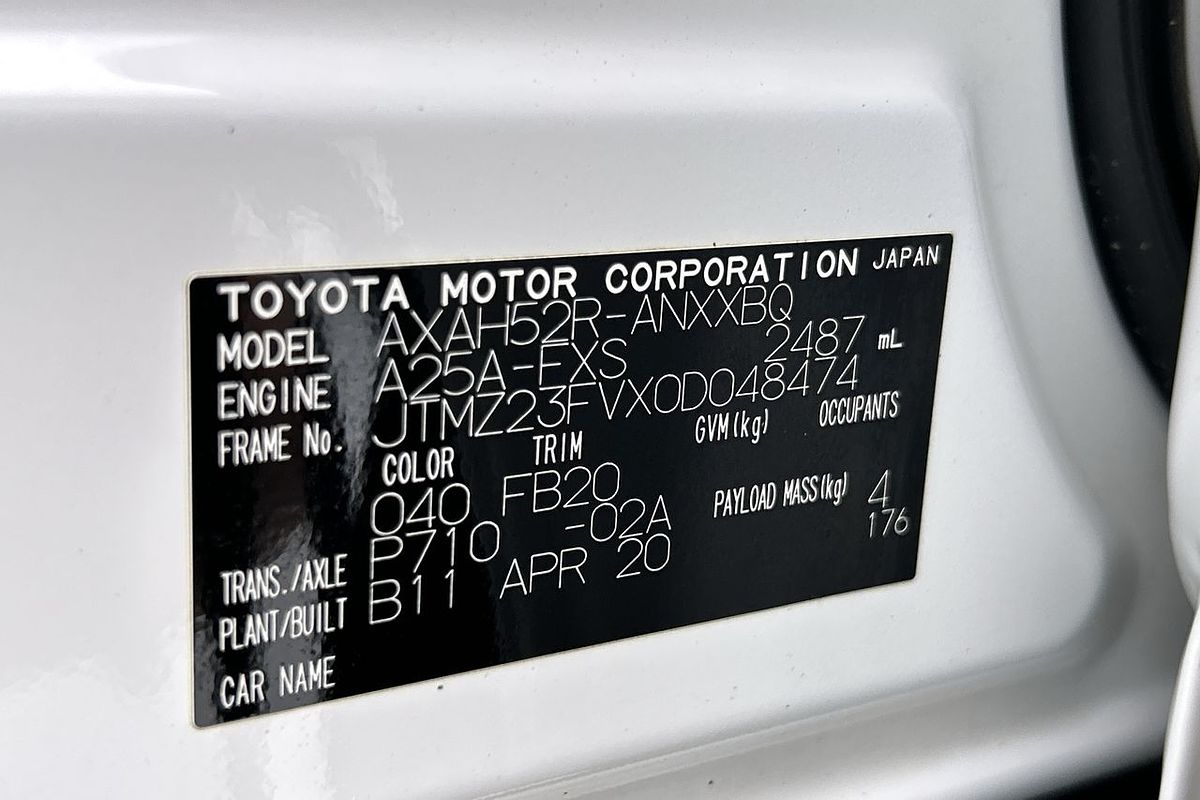 TOYOTA MOTOR CORPORATION JAPAN
MODEL AXAH52R-ANXXBQ
ENGINE A25A-FXS 2487 mL
FRAME No. JTMZ23FVX0D048474
COLOR TRIM GVM(kg) OCCUPANTS
040 FB20 4
TRANS./AXLE P710 -02A PAYLOAD MASS(kg) 176
PLANT/BUILT B11 APR 20
CAR NAME